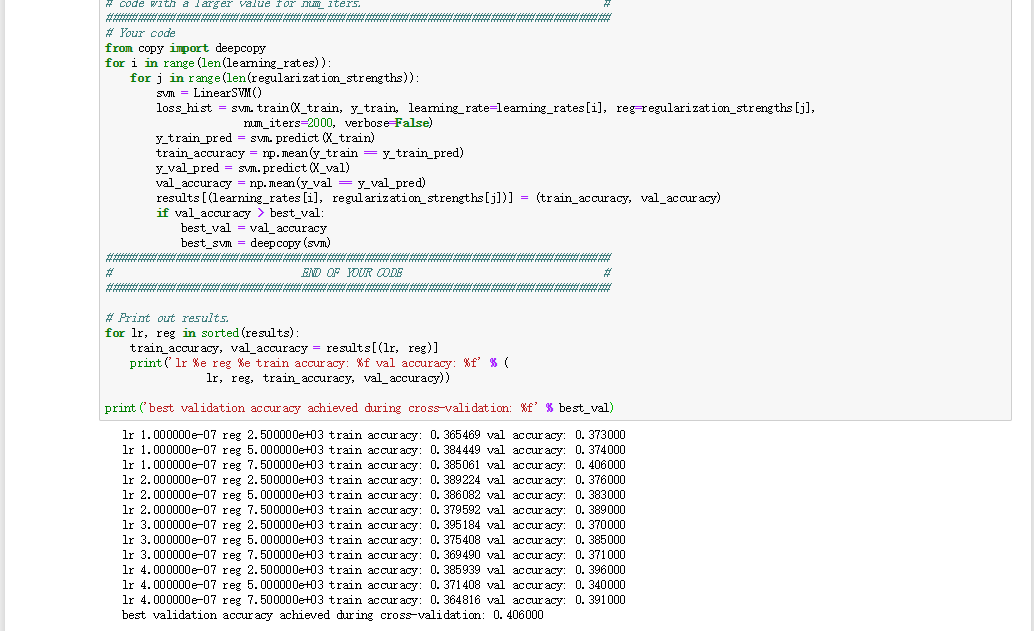 # code with a larger value for num_iters. #
################################################################################
# Your code
from copy import deepcopy
for i in range(len(learning_rates)):
    for j in range(len(regularization_strengths)):
        svm = LinearSVM()
        loss_hist = svm.train(X_train, y_train, learning_rate=learning_rates[i], reg=regularization_strengths[j],
                      num_iters=2000, verbose=False)
        y_train_pred = svm.predict(X_train)
        train_accuracy = np.mean(y_train == y_train_pred)
        y_val_pred = svm.predict(X_val)
        val_accuracy = np.mean(y_val == y_val_pred)
        results[(learning_rates[i], regularization_strengths[j])] = (train_accuracy, val_accuracy)
        if val_accuracy > best_val:
            best_val = val_accuracy
            best_svm = deepcopy(svm)
################################################################################
#                              END OF YOUR CODE                                #
################################################################################
# Print out results.
for lr, reg in sorted(results):
    train_accuracy, val_accuracy = results[(lr, reg)]
    print('lr %e reg %e train accuracy: %f val accuracy: %f' % (
                lr, reg, train_accuracy, val_accuracy))
print('best validation accuracy achieved during cross-validation: %f' % best_val)
lr 1.000000e-07 reg 2.500000e+03 train accuracy: 0.365469 val accuracy: 0.373000
lr 1.000000e-07 reg 5.000000e+03 train accuracy: 0.384449 val accuracy: 0.374000
lr 1.000000e-07 reg 7.500000e+03 train accuracy: 0.385061 val accuracy: 0.406000
lr 2.000000e-07 reg 2.500000e+03 train accuracy: 0.389224 val accuracy: 0.376000
lr 2.000000e-07 reg 5.000000e+03 train accuracy: 0.386082 val accuracy: 0.383000
lr 2.000000e-07 reg 7.500000e+03 train accuracy: 0.379592 val accuracy: 0.389000
lr 3.000000e-07 reg 2.500000e+03 train accuracy: 0.395184 val accuracy: 0.370000
lr 3.000000e-07 reg 5.000000e+03 train accuracy: 0.375408 val accuracy: 0.385000
lr 3.000000e-07 reg 7.500000e+03 train accuracy: 0.369490 val accuracy: 0.371000
lr 4.000000e-07 reg 2.500000e+03 train accuracy: 0.385939 val accuracy: 0.396000
lr 4.000000e-07 reg 5.000000e+03 train accuracy: 0.371408 val accuracy: 0.340000
lr 4.000000e-07 reg 7.500000e+03 train accuracy: 0.364816 val accuracy: 0.391000
best validation accuracy achieved during cross-validation: 0.406000